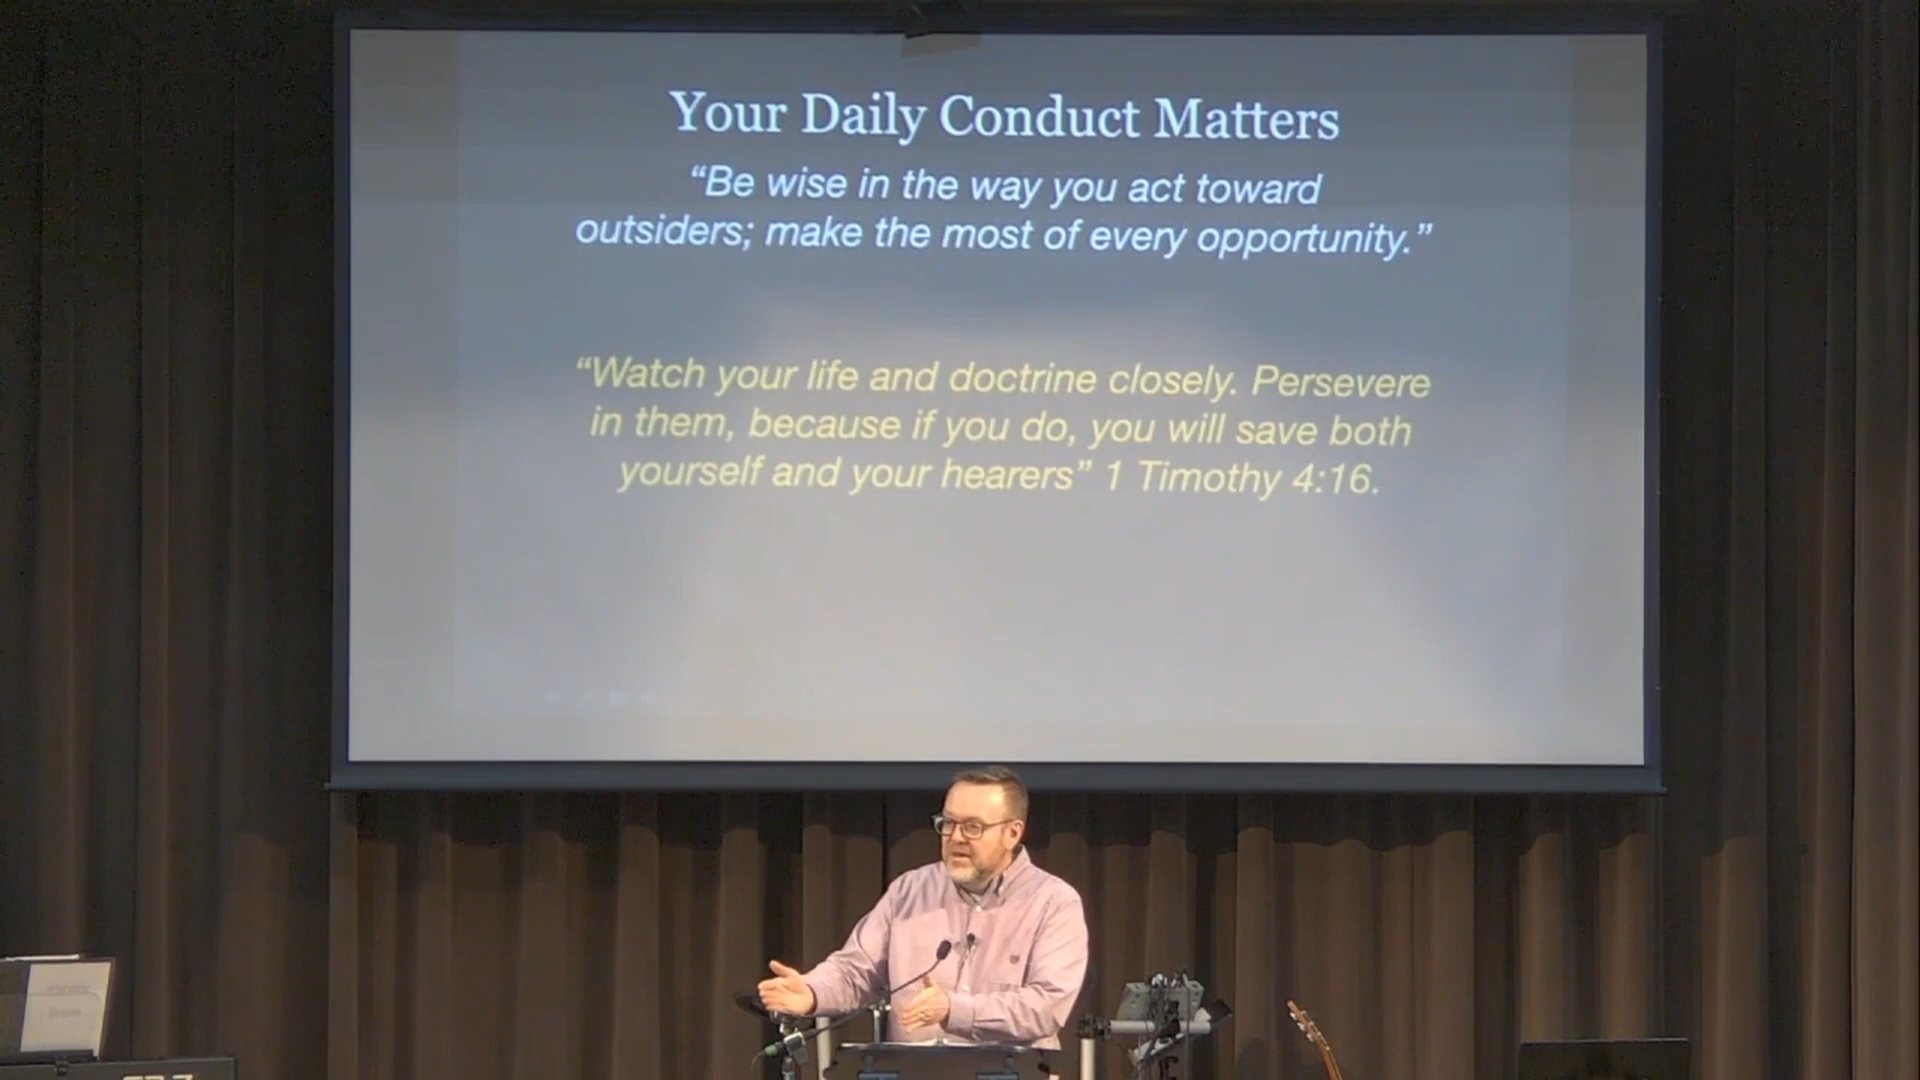 Your Daily Conduct Matters
“Be wise in the way you act toward
outsiders; make the most of every opportunity.”
“Watch your life and doctrine closely. Persevere
in them, because if you do, you will save both
yourself and your hearers” 1 Timothy 4:16.